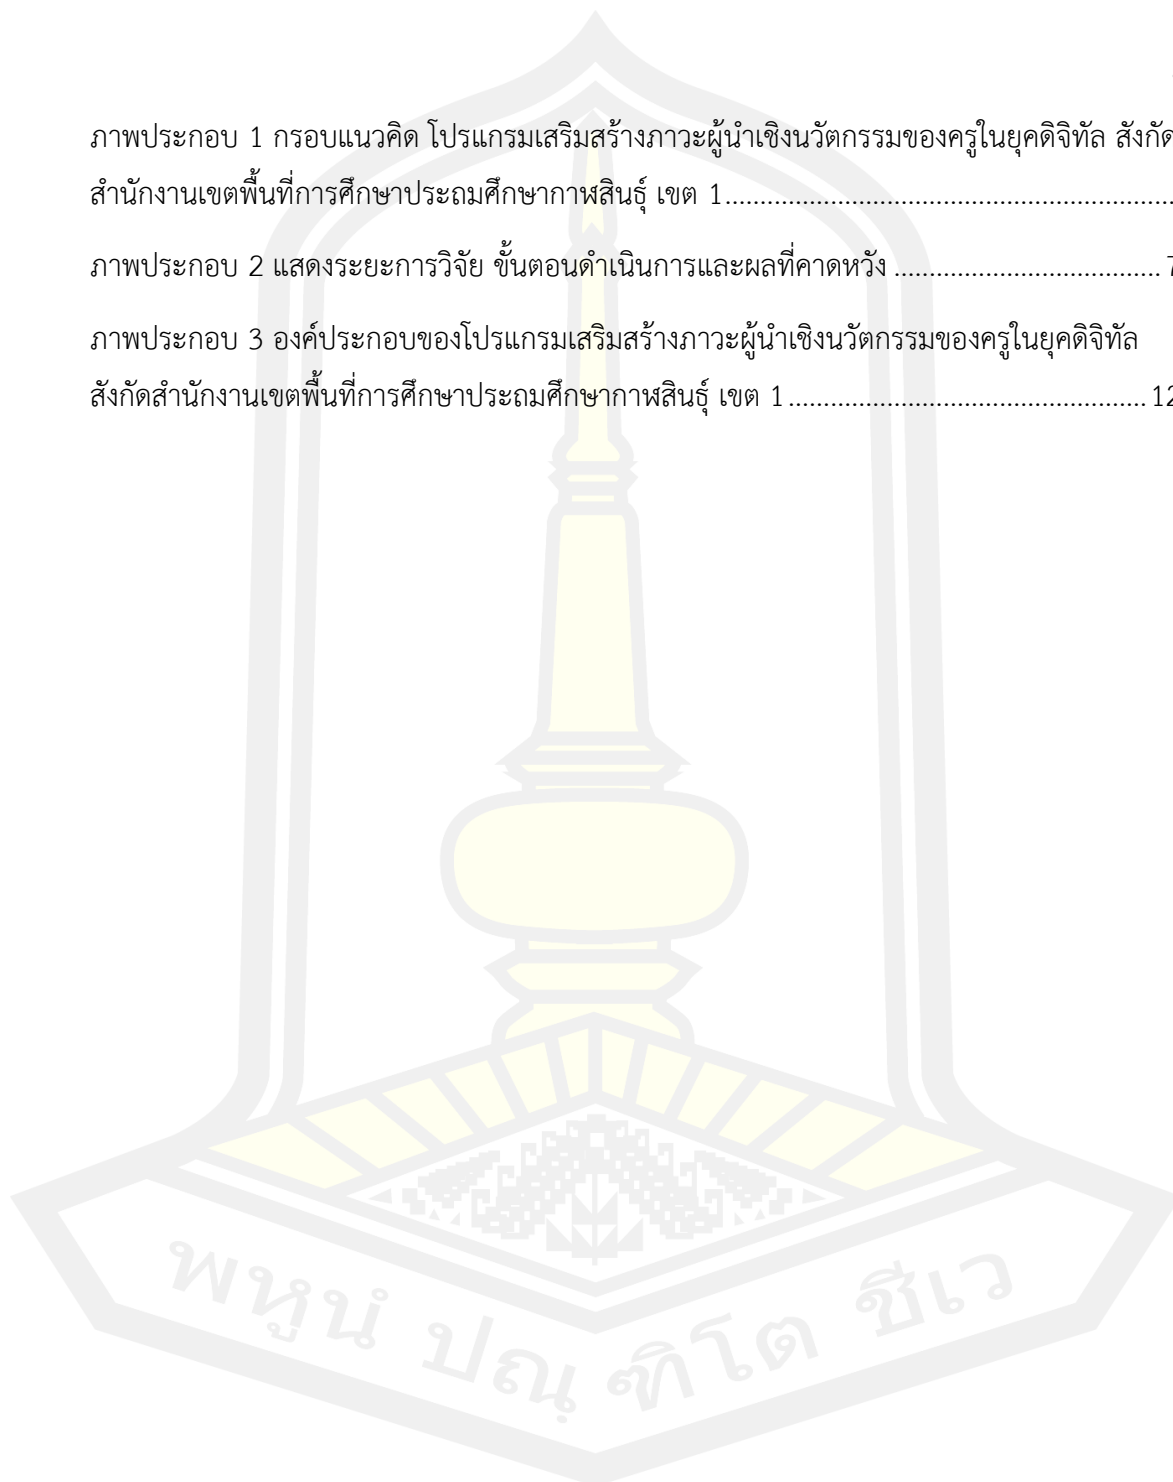 ภาพประกอบ 1 กรอบแนวคิด โปรแกรมเสริมสร้างภาวะผู้นำเชิงนวัตกรรมของครูในยุคดิจิทัล สังกัด
สำนักงานเขตพื้นที่การศึกษาประถมศึกษากาฬสินธุ์ เขต 1................................................................
ภาพประกอบ 2 แสดงระยะการวิจัย ขั้นตอนดำเนินการและผลที่คาดหวัง ...................................... 7
ภาพประกอบ 3 องค์ประกอบของโปรแกรมเสริมสร้างภาวะผู้นำเชิงนวัตกรรมของครูในยุคดิจิทัล
สังกัดสำนักงานเขตพื้นที่การศึกษาประถมศึกษากาฬสินธุ์ เขต 1 ................................................... 12
พหูนํ ปณฺฑิโต ชีเว